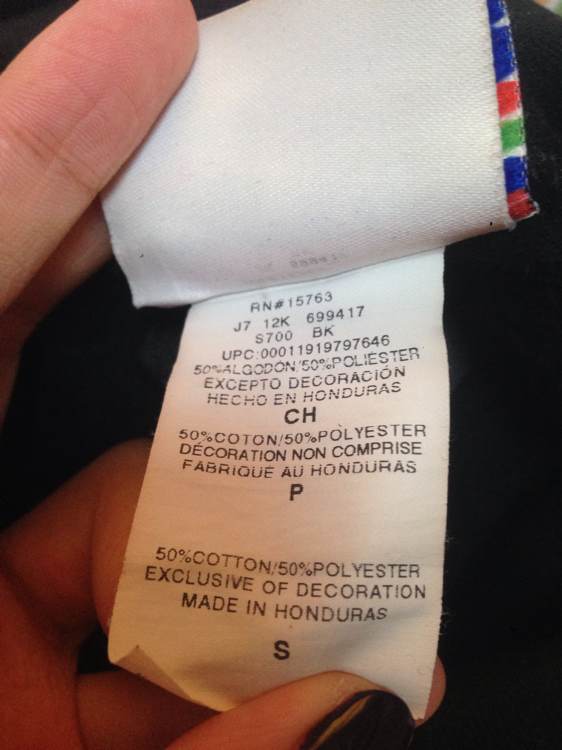 RN#15763
J7 12K 699417
S700 BK
UPC:00011919797646
50%ALGODON/50%POLIÉSTER
EXCEPTO DECORACIÓN
HECHO EN HONDURAS
CH
50%COTON/50%POLYESTER
DÉCORATION NON COMPRISE
FABRIQUÉ AU HONDURAS
P
50%COTTON/50%POLYESTER
EXCLUSIVE OF DECORATION
MADE IN HONDURAS
S